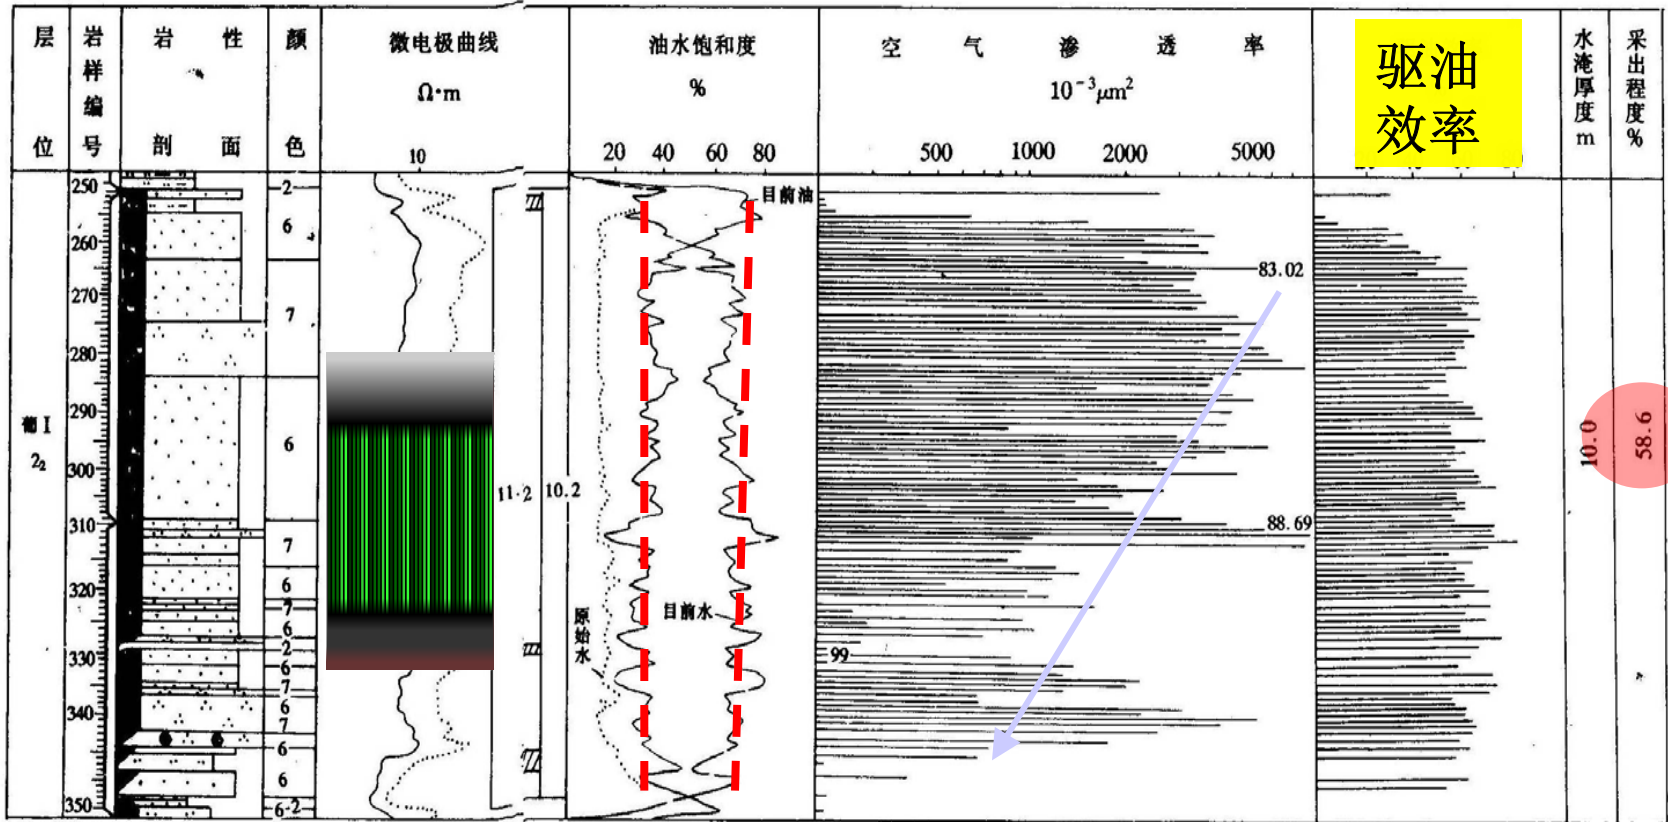 层位
岩样编号
岩性剖面
颜色
微电极曲线
Ω·m
10
油水饱和度
%
20 40 60 80
空气渗透率
10⁻³μm²
500 1000 2000 5000
驱油
效率
水淹厚度 m
采出程度 %
葡I
2₂
250
260
270
280
290
300
310
320
330
340
350
2
6
7
6
7
6
7
6
2
6
7
6
7
6
6
6-2
11·2
10.2
目前油
目前水
原始水
83.02
88.69
99
10.0
58.6